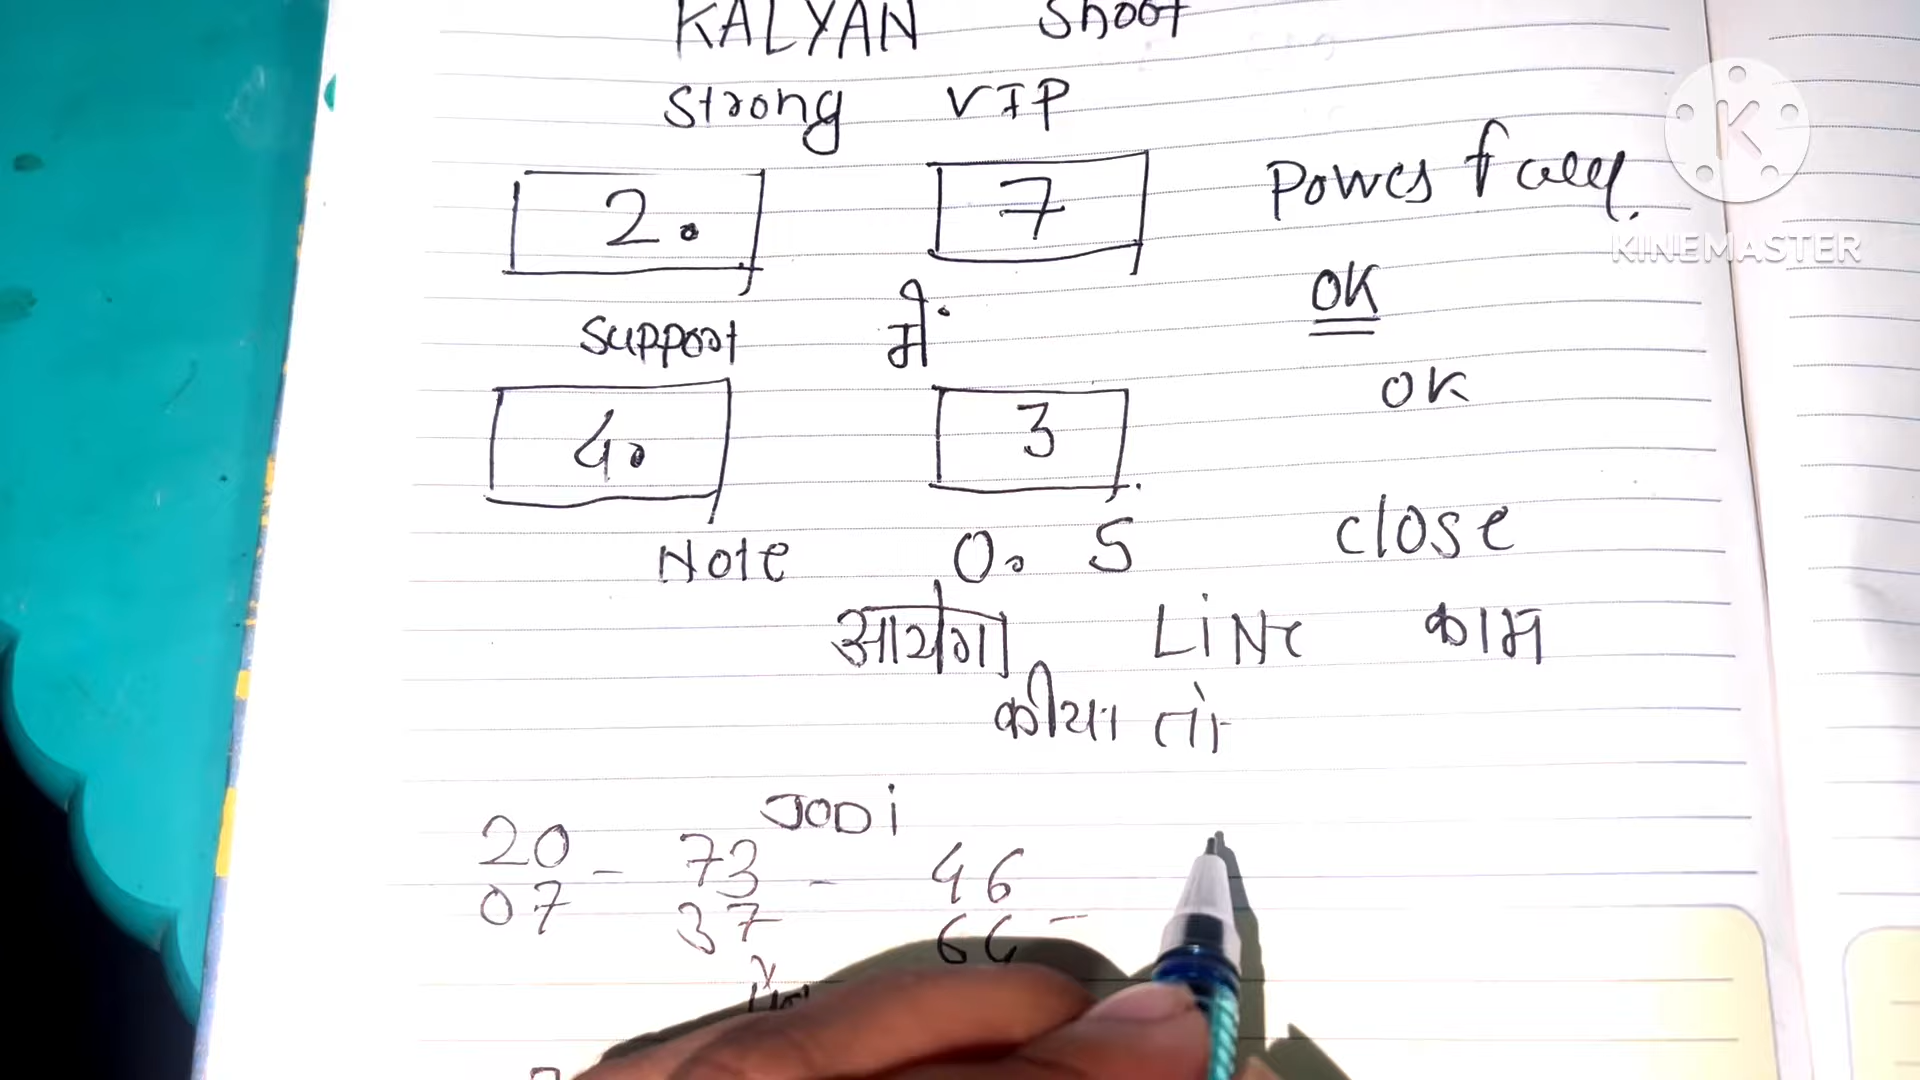 KALYAN Shoot
Strong VIP
2. 7 Power full.
OK
Support में
4. 3 OK
Note 0. 5 close
आयेगा LiNe काम
कीया तो
JODi
20 - 73 - 46
07 37 66 -
KINEMASTER